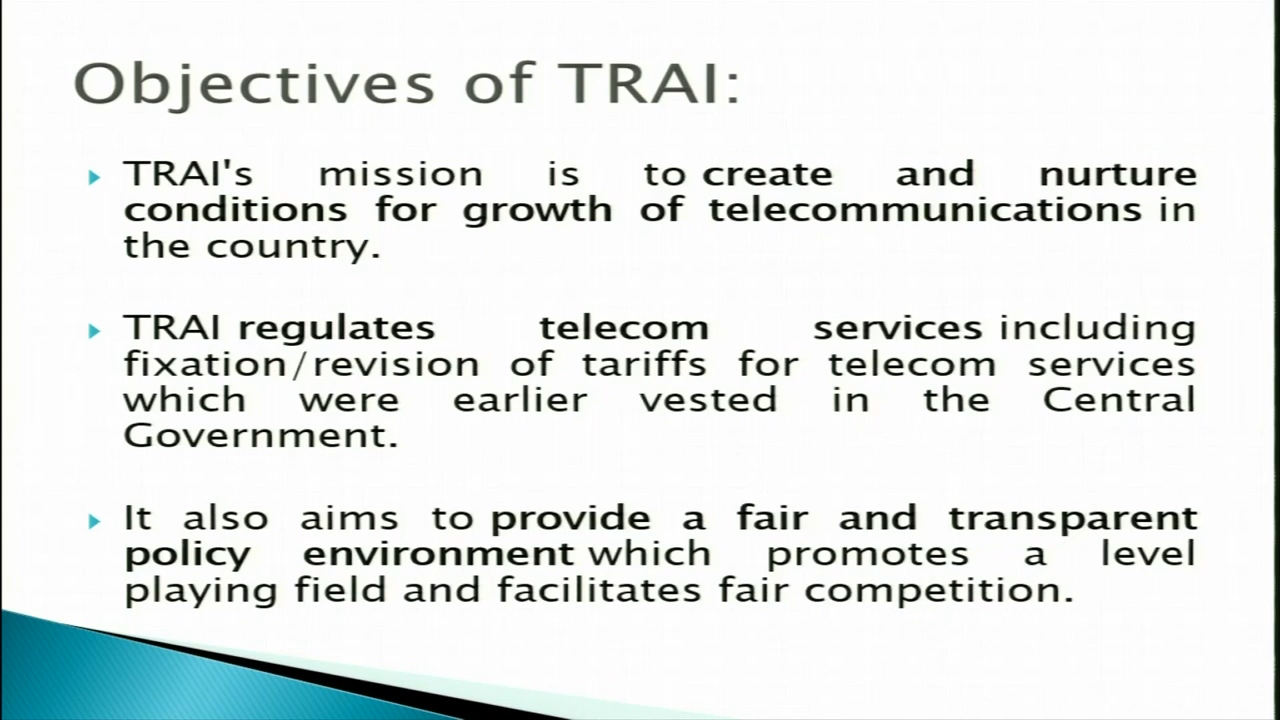 Objectives of TRAI:
TRAI's mission is to create and nurture
conditions for growth of telecommunications in
the country.
TRAI regulates telecom services including
fixation/revision of tariffs for telecom services
which were earlier vested in the Central
Government.
It also aims to provide a fair and transparent
policy environment which promotes a level
playing field and facilitates fair competition.